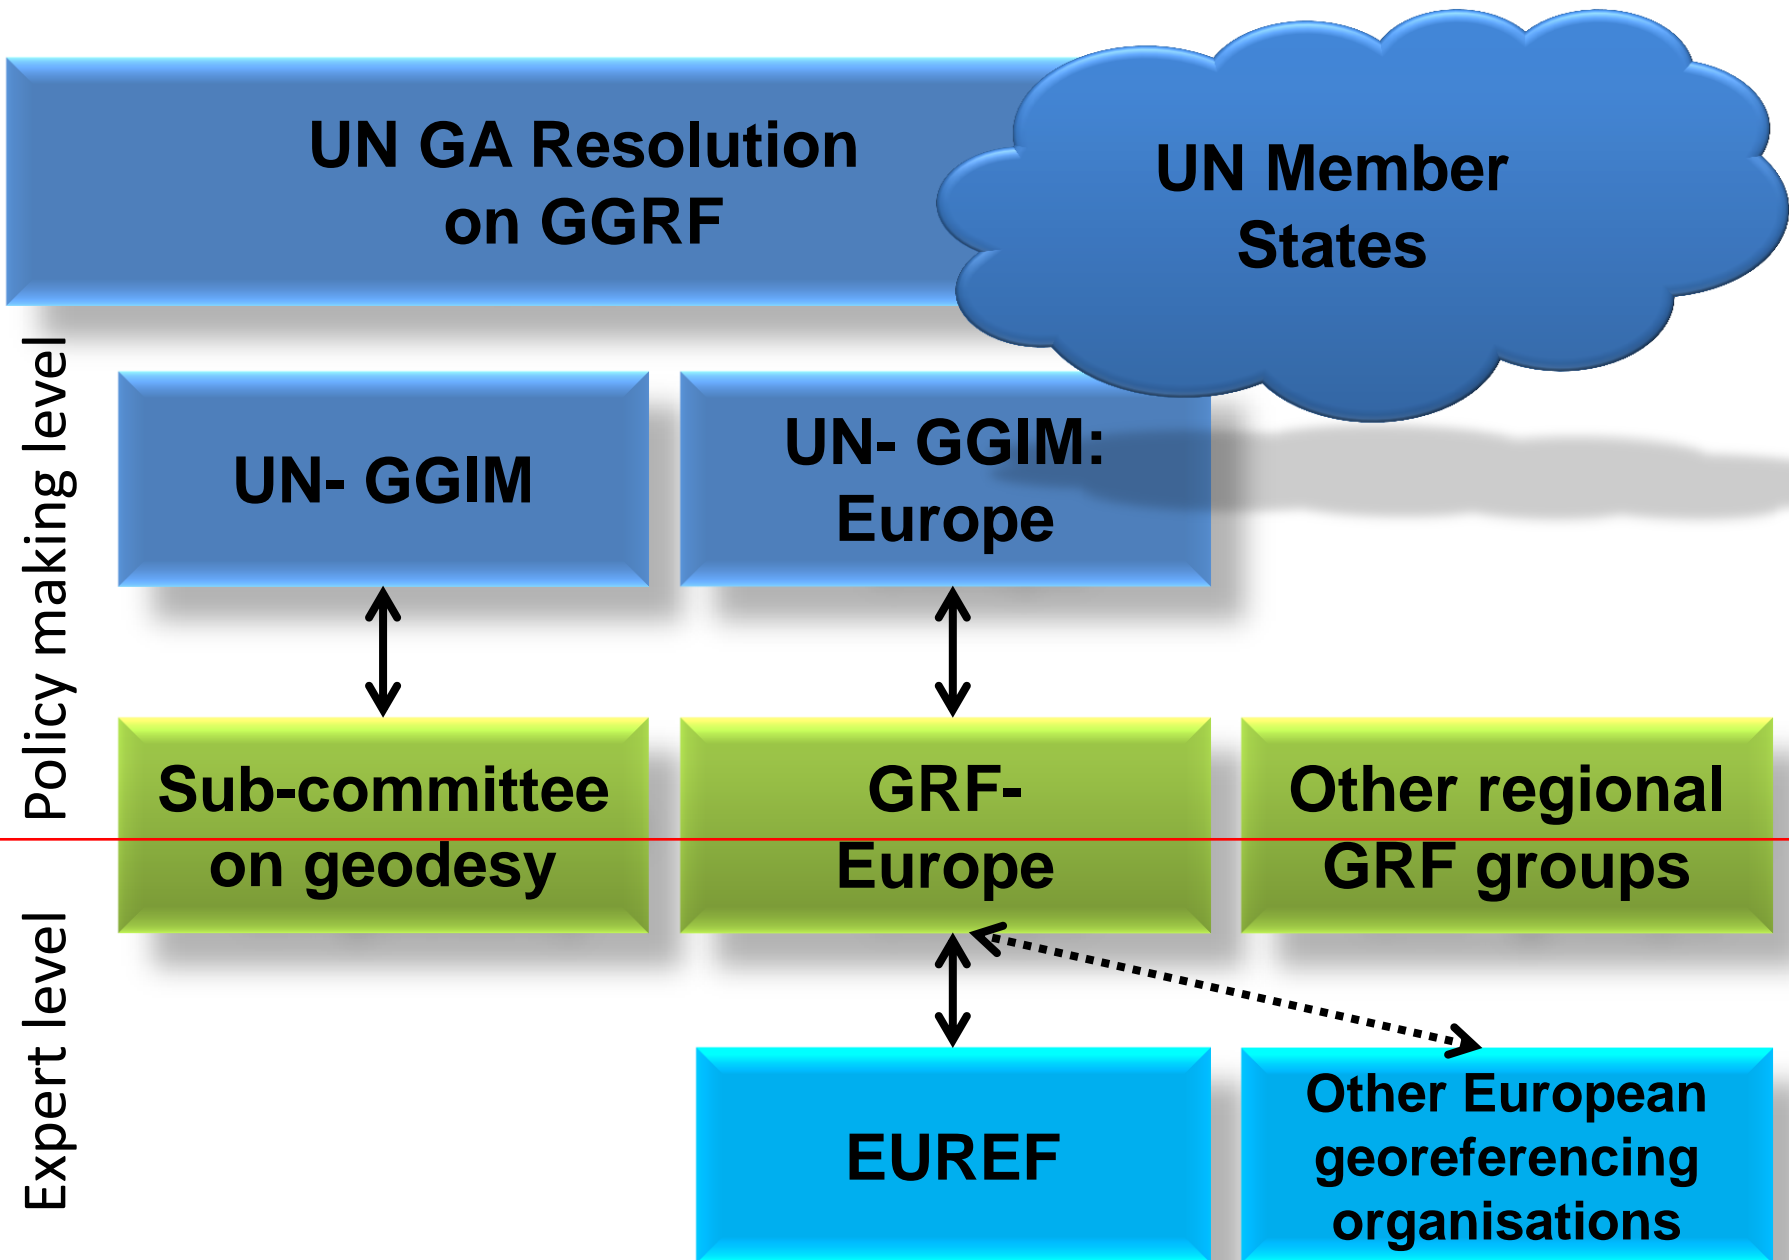 UN GA Resolution
on GGRF
UN Member
States
Policy making level
UN- GGIM
UN- GGIM:
Europe
Sub-committee
on geodesy
GRF-
Europe
Other regional
GRF groups
Expert level
EUREF
Other European
georeferencing
organisations